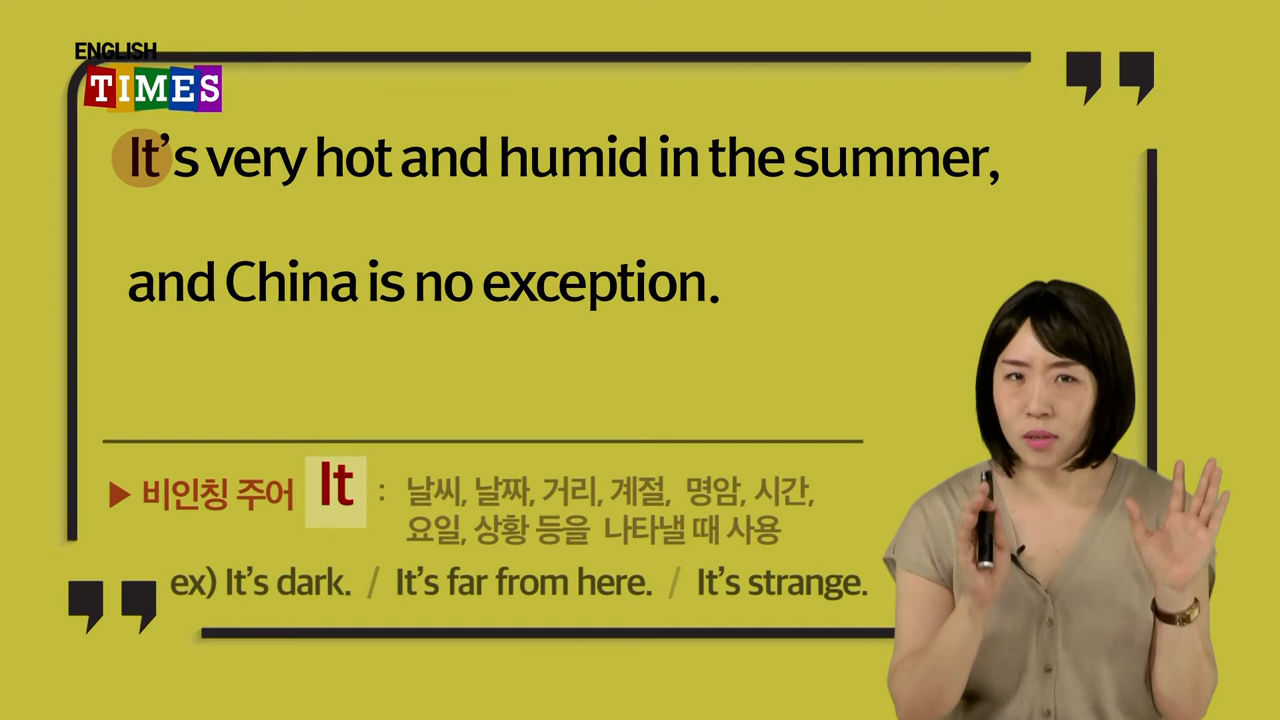 ENGLISH
TIMES
It's very hot and humid in the summer,
and China is no exception.
▶ 비인칭 주어 It : 날씨, 날짜, 거리, 계절, 명암, 시간,
요일, 상황 등을 나타낼 때 사용
ex) It's dark. / It's far from here. / It's strange.